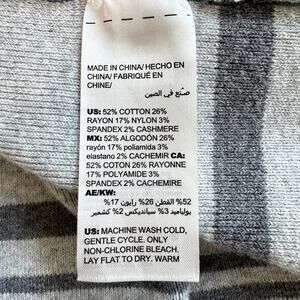 MADE IN CHINA/ HECHO EN
CHINA/ FABRIQUÉ EN
CHINE/
صنع في الصين
US: 52% COTTON 26%
RAYON 17% NYLON 3%
SPANDEX 2% CASHMERE
MX: 52% ALGODÓN 26%
rayón 17% poliamida 3%
elastano 2% CACHEMIR CA:
52% COTON 26% RAYONNE
17% POLYAMIDE 3%
SPANDEX 2% CACHEMIRE
AE/KW:
52% القطن 26% رايون 17%
بولياميد 3% سباندیکس 2% كشمير
US: MACHINE WASH COLD,
GENTLE CYCLE. ONLY
NON-CHLORINE BLEACH.
LAY FLAT TO DRY. WARM